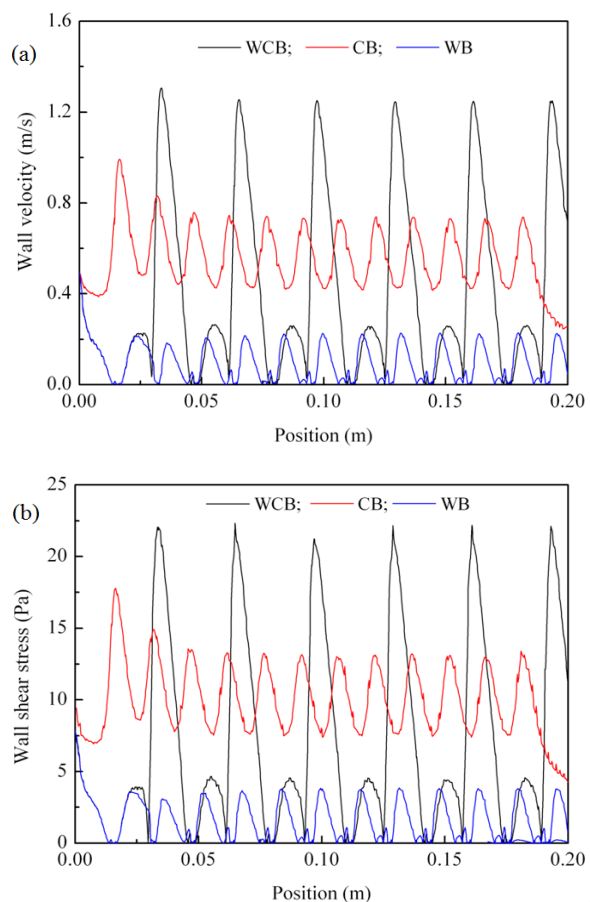 (a)
WCB; CB; WB
Wall velocity (m/s)
1.6
1.2
0.8
0.4
0.0
0.00 0.05 0.10 0.15 0.20
Position (m)
(b)
WCB; CB; WB
Wall shear stress (Pa)
25
20
15
10
5
0
0.00 0.05 0.10 0.15 0.20
Position (m)